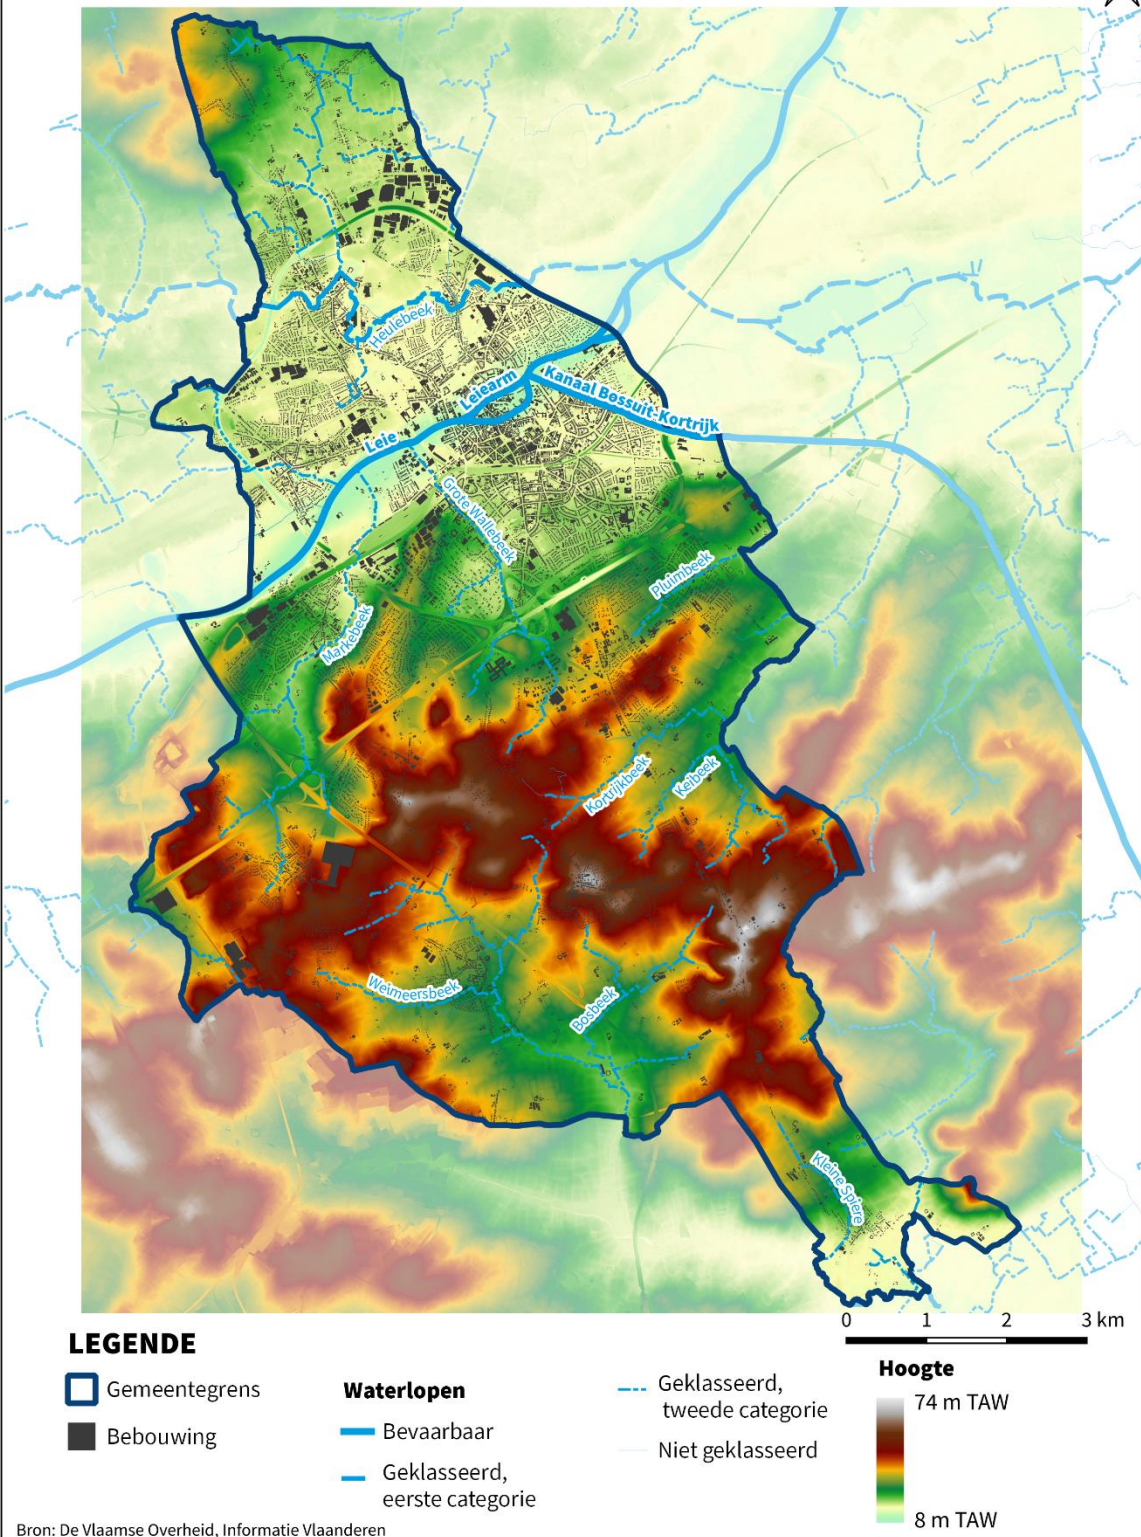 Heulebeek
Leiearm
Kanaal Bossuit-Kortrijk
Leie
Grote Wallebeek
Pluimbeek
Markebeek
Kortrijkbeek
Keibeek
Weimeersbeek
Bosbeek
Kleine Spiere
0 1 2 3 km
LEGENDE
Gemeentegrens
Bebouwing
Waterlopen
Bevaarbaar
Geklasseerd,
eerste categorie
Geklasseerd,
tweede categorie
Niet geklasseerd
Hoogte
74 m TAW
8 m TAW
Bron: De Vlaamse Overheid, Informatie Vlaanderen